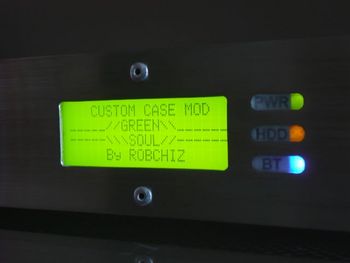 CUSTOM CASE MOD
-----//GREEN\\------
-----\\\SOUL//------
By ROBCHIZ
PWR
HDD
BT